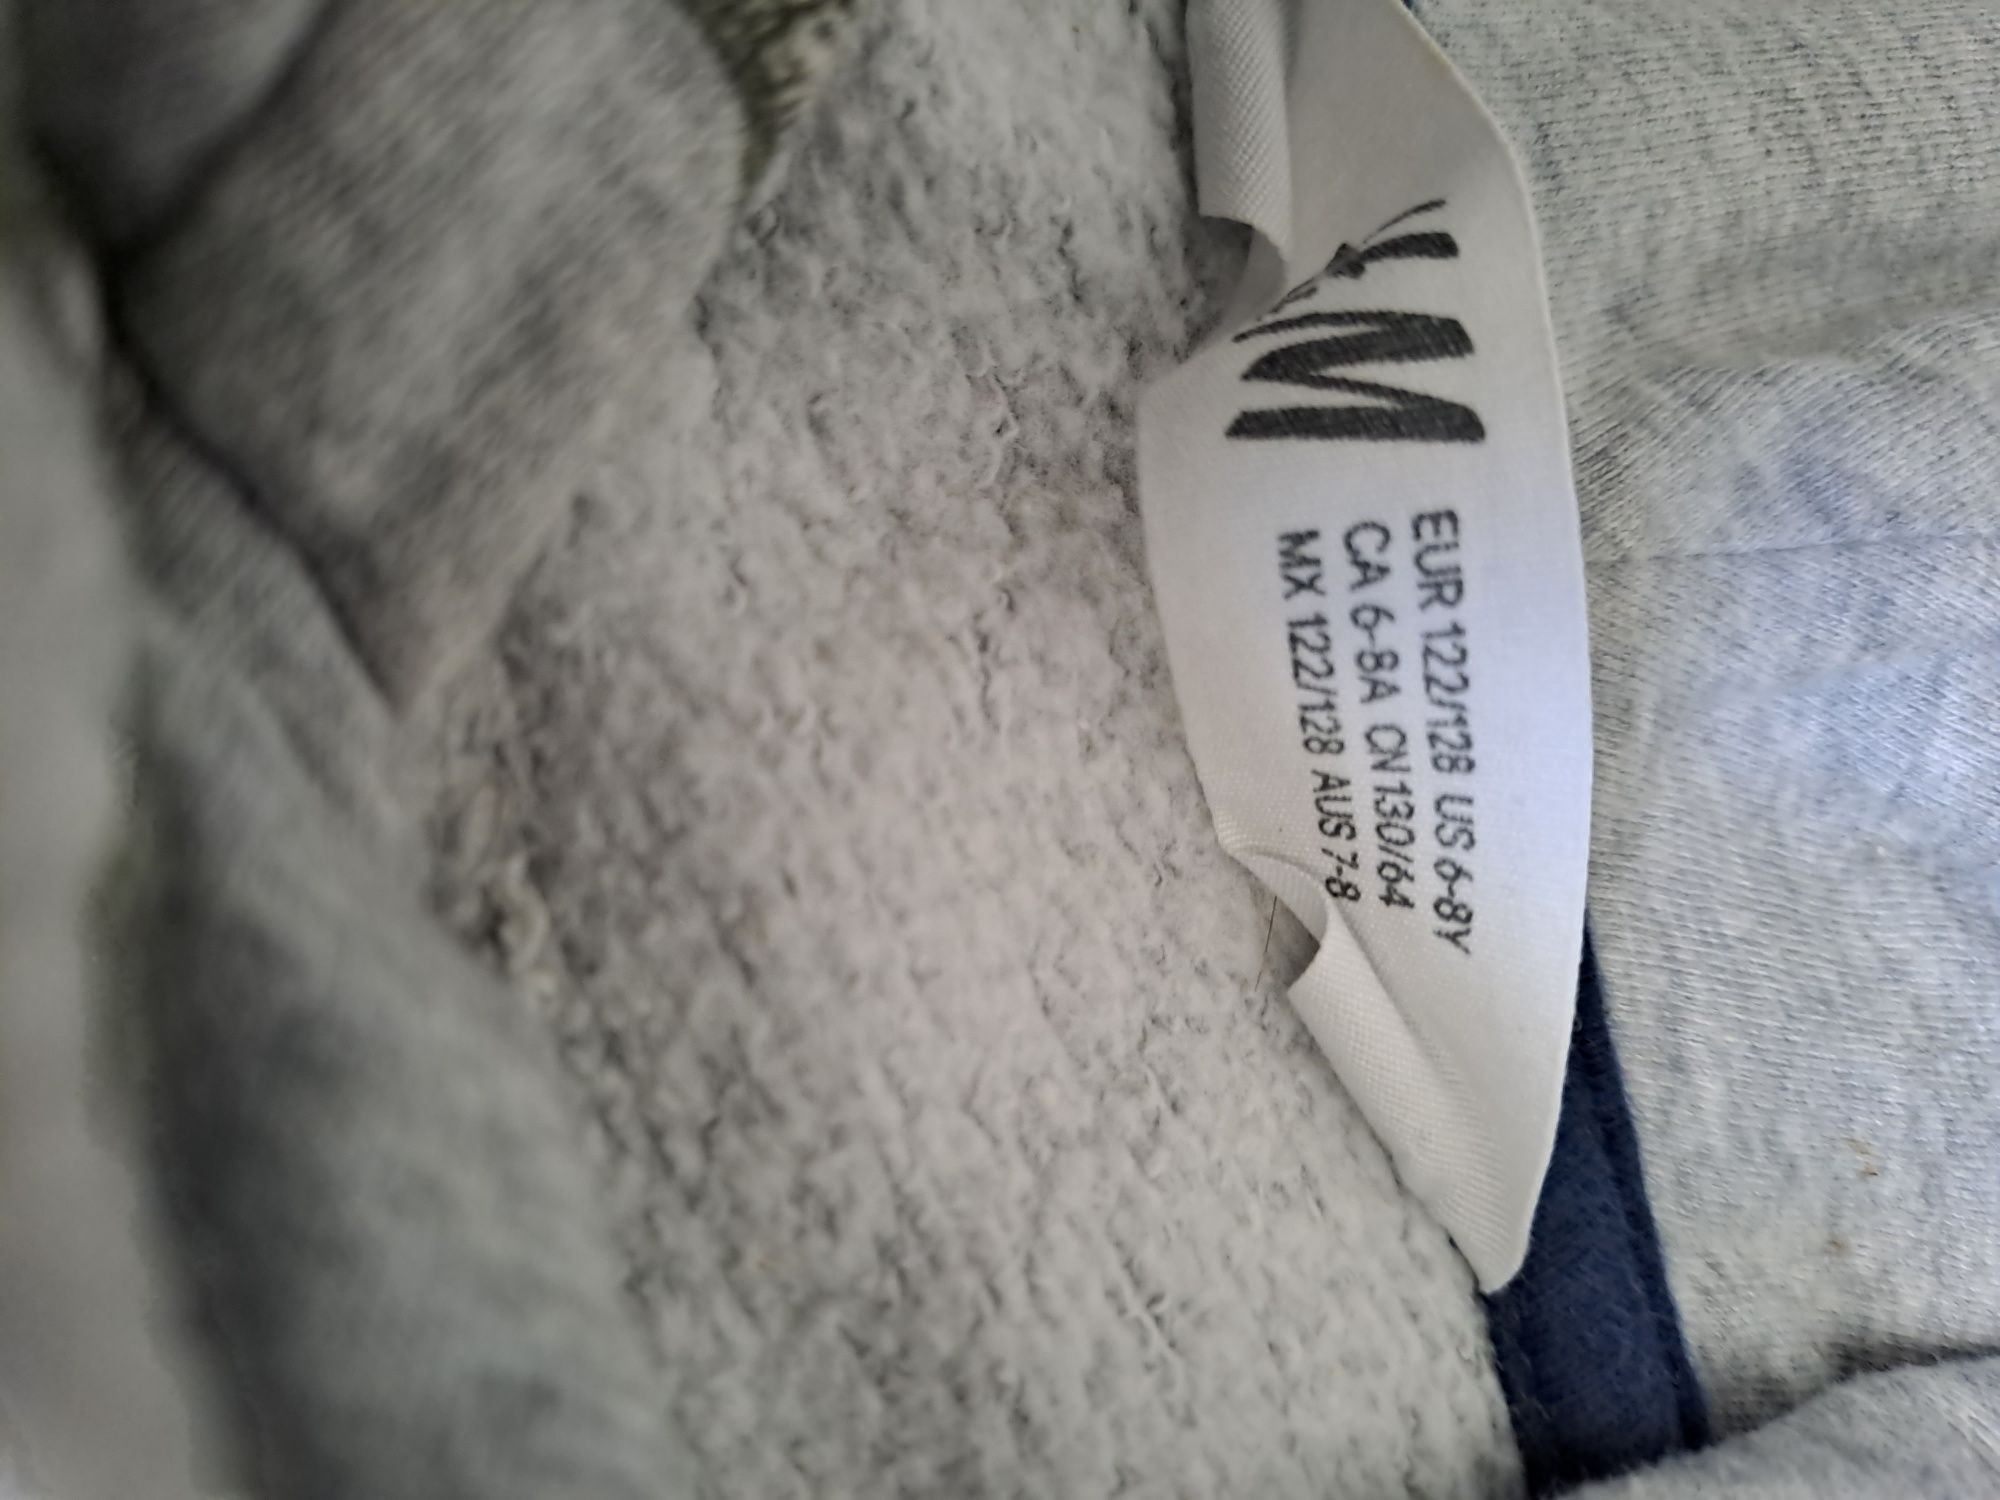 M
EUR 122/128 US 6-8Y
CA 6-8A CN 130/64
MX 122/128 AUS 7-8